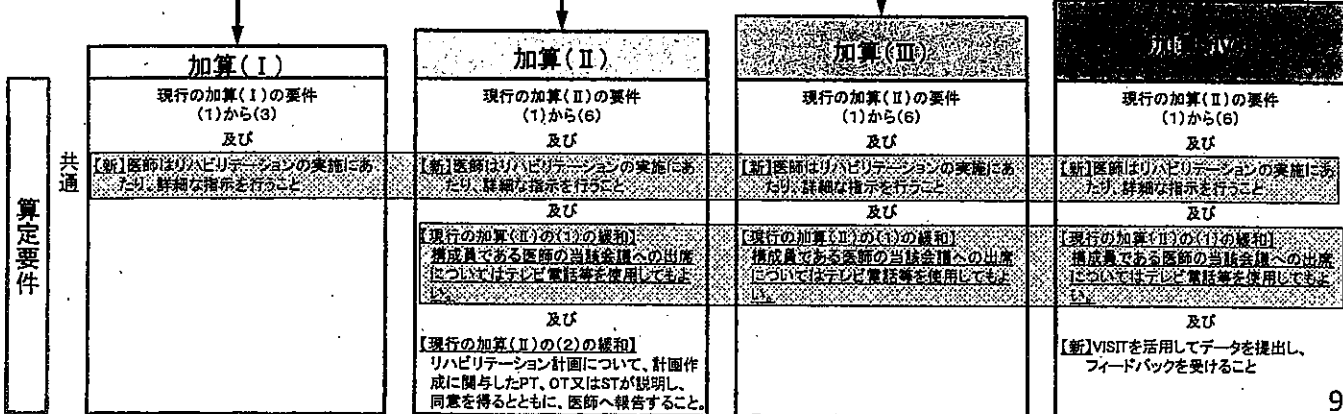 加算(Ⅰ)
現行の加算(Ⅰ)の要件
(1)から(3)
及び
【新】医師はリハビリテーションの実施にあ
たり、詳細な指示を行うこと
加算(Ⅱ)
現行の加算(Ⅱ)の要件
(1)から(6)
及び
【新】医師はリハビリテーションの実施にあ
たり、詳細な指示を行うこと
及び
【現行の加算(Ⅱ)の(1)の緩和】
構成員である医師の当該会議への出席
についてはテレビ電話等を使用してもよ
い。
及び
【現行の加算(Ⅱ)の(2)の緩和】
リハビリテーション計画について、計画作
成に関与したPT、OT又はSTが説明し、
同意を得るとともに、医師へ報告すること。
加算(Ⅲ)
現行の加算(Ⅱ)の要件
(1)から(6)
及び
【新】医師はリハビリテーションの実施にあ
たり、詳細な指示を行うこと
及び
【現行の加算(Ⅱ)の(1)の緩和】
構成員である医師の当該会議への出席
についてはテレビ電話等を使用してもよ
い。
現行の加算(Ⅱ)の要件
(1)から(6)
及び
【新】医師はリハビリテーションの実施にあ
たり、詳細な指示を行うこと
及び
【現行の加算(Ⅱ)の(1)の緩和】
構成員である医師の当該会議への出席
についてはテレビ電話等を使用してもよ
い。
及び
【新】VISITを活用してデータを提出し、
フィードバックを受けること
共通
算定要件
9